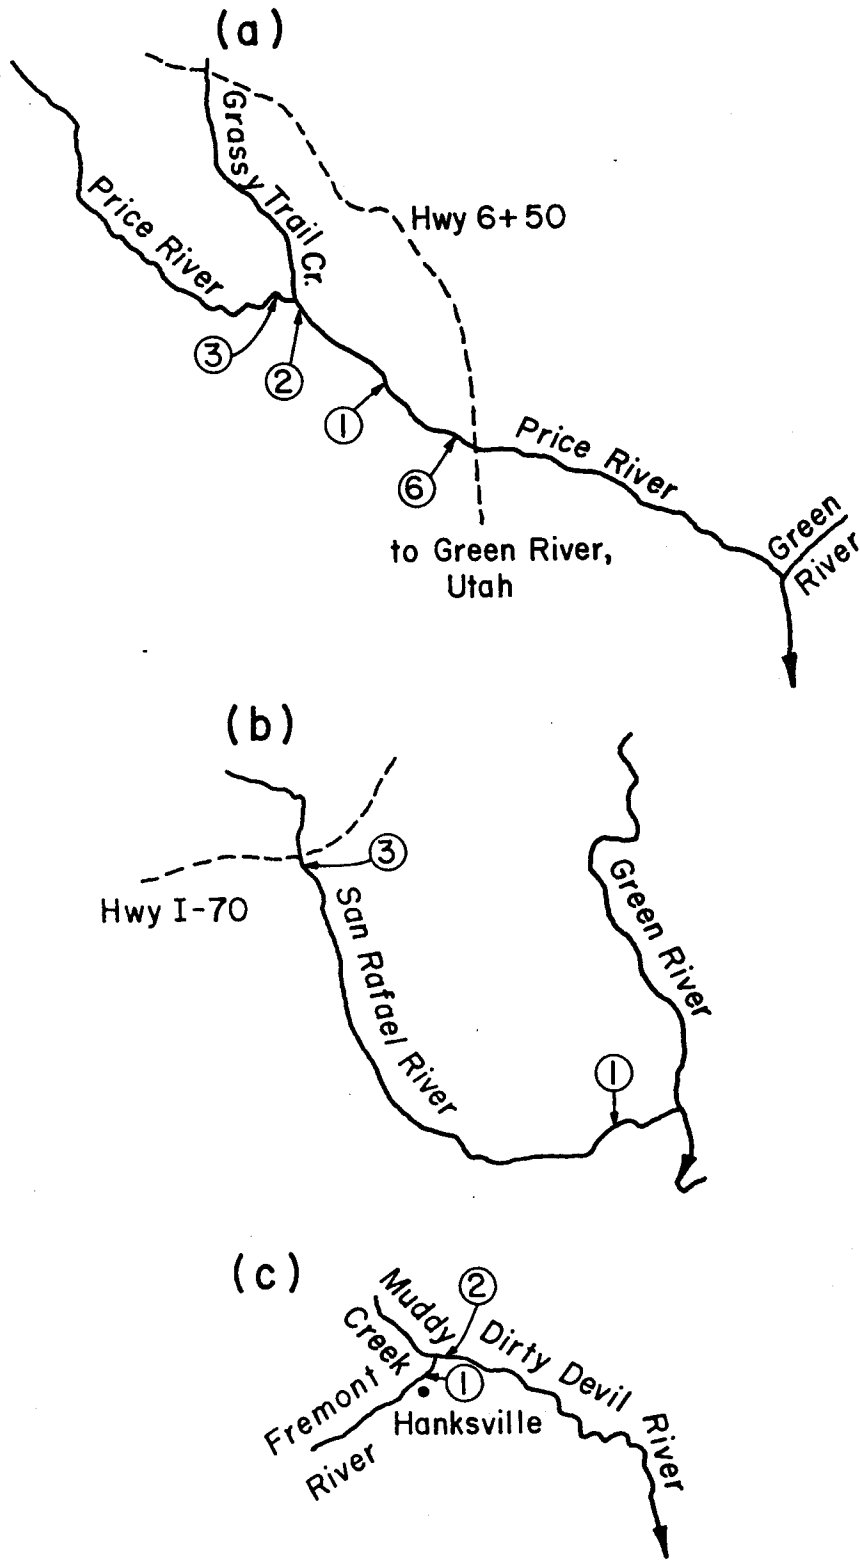 (a)
Grassy Trail Cr.
Price River
Hwy 6+50
3
2
1
6
Price River
to Green River,
Utah
Green
River
(b)
3
Hwy I-70
San Rafael River
Green River
1
(c)
2
Muddy
Creek
Dirty Devil River
1
Hanksville
Fremont
River